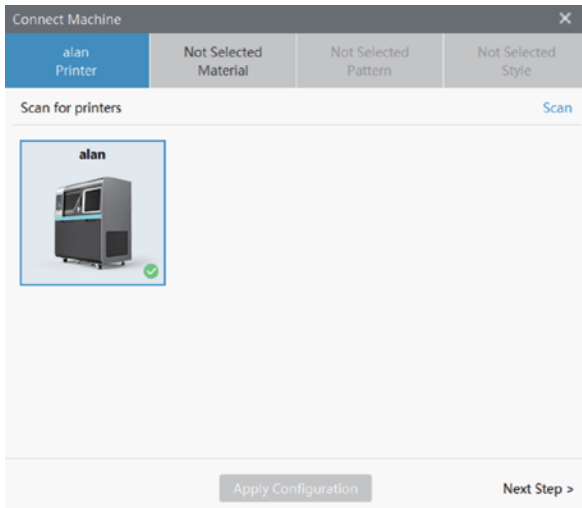 Connect Machine
alan
Printer
Not Selected
Material
Not Selected
Pattern
Not Selected
Style
Scan for printers
Scan
alan
Apply Configuration
Next Step >